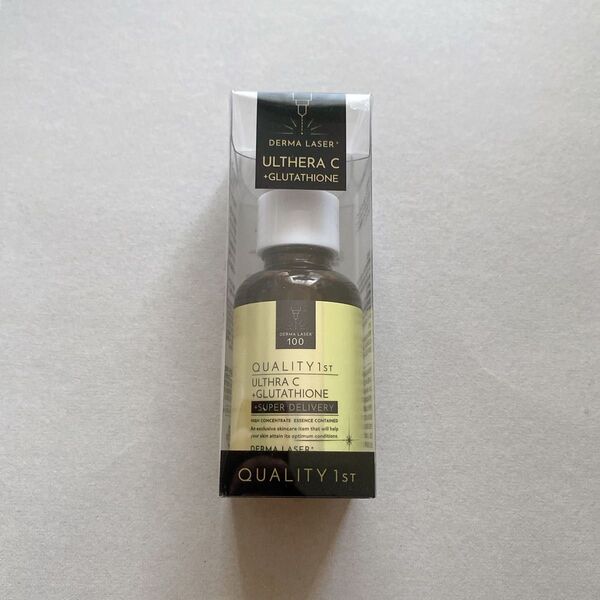 DERMA LASER+
ULTHERA C
+GLUTATHIONE
DERMA LASER+
100
QUALITY 1ST
ULTHRA C
+GLUTATHIONE
+SUPER DELIVERY
HIGH CONCENTRATE ESSENCE CONTAINED
An exclusive skincare item that will help
your skin attain its optimum conditions.
DERMA LASER+
QUALITY 1ST